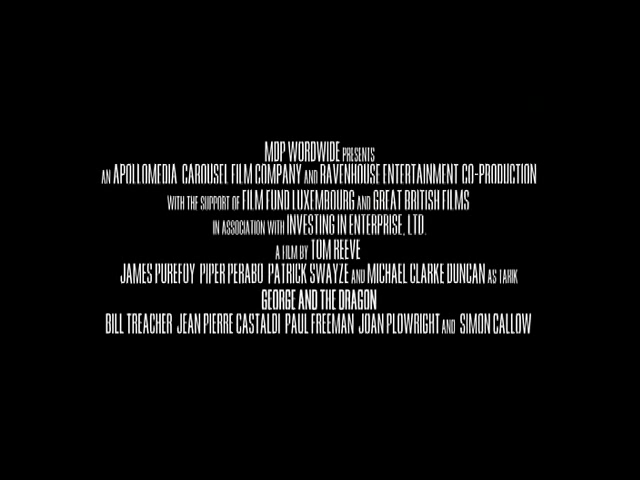 MDP WORDWIDE PRESENTS
AN APOLLOMEDIA CAROUSEL FILM COMPANY AND RAVENHOUSE ENTERTAINMENT CO-PRODUCTION
WITH THE SUPPORT OF FILM FUND LUXEMBOURG AND GREAT BRITISH FILMS
IN ASSOCIATION WITH INVESTING IN ENTERPRISE, LTD.
A FILM BY TOM REEVE
JAMES PUREFOY PIPER PERABO PATRICK SWAYZE AND MICHAEL CLARKE DUNCAN AS TARIK
GEORGE AND THE DRAGON
BILL TREACHER JEAN PIERRE CASTALDI PAUL FREEMAN JOAN PLOWRIGHT AND SIMON CALLOW